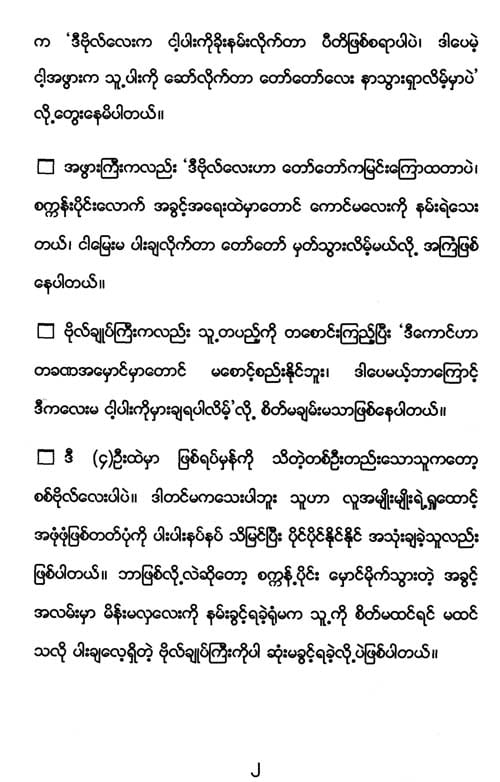 က ‘ဒီဗိုလ်လေးက ငါ့ပါးကိုခိုးနမ်းလိုက်တာ ပီတိဖြစ်စရာပါပဲ၊ ဒါပေမဲ့
ငါ့အဖွားက သူ့ပါးကို ဆော်လိုက်တာ တော်တော်လေး နာသွားရှာလိမ့်မှာပဲ’
လို့တွေးနေမိပါတယ်။
□ အဖွားကြီးကလည်း ‘ဒီဗိုလ်လေးဟာ တော်တော်ကမြင်းကြောထတာပဲ၊
စက္ကန်းပိုင်းလောက် အခွင့်အရေးထဲမှာတောင် ကောင်မလေးကို နမ်းရဲသေး
တယ်၊ ငါ့မြေးမ ပါးချလိုက်တာ တော်တော် မှတ်သွားလိမ့်မယ်လို့ အကြံဖြစ်
နေပါတယ်။
□ ဗိုလ်ချုပ်ကြီးကလည်း သူ့တပည့်ကို တစောင်းကြည့်ပြီး ‘ဒီကောင်ဟာ
တခဏအမှောင်မှာတောင် မစောင့်စည်းနိုင်ဘူး၊ ဒါပေမယ့်ဘာကြောင့်
ဒီကလေးမ ငါ့ပါးကိုမှားချရပါလိမ့်’လို့ စိတ်မချမ်းမသာဖြစ်နေပါတယ်။
□ ဒီ (၄)ဦးထဲမှာ ဖြစ်ရပ်မှန်ကို သိတဲ့တစ်ဦးတည်းသောသူကတော့
စစ်ဗိုလ်လေးပါပဲ။ ဒါတင်မကသေးပါဘူး သူဟာ လူအမျိုးမျိုးရဲ့ရှုထောင့်
အဖုံဖုံဖြစ်တတ်ပုံကို ပါးပါးနပ်နပ် သိမြင်ပြီး ပိုင်ပိုင်နိုင်နိုင် အသုံးချခဲ့သူလည်း
ဖြစ်ပါတယ်။ ဘာဖြစ်လို့လဲဆိုတော့ စက္ကန့်ပိုင်း မှောင်မိုက်သွားတဲ့ အခွင့်
အလမ်းမှာ မိန်းမလှလေးကို နမ်းခွင့်ရခဲ့ရုံမက သူ့ကို စိတ်မထင်ရင် မထင်
သလို ပါးချလေ့ရှိတဲ့ ဗိုလ်ချုပ်ကြီးကိုပါ ဆုံးမခွင့်ရခဲ့လို့ပဲဖြစ်ပါတယ်။
၂